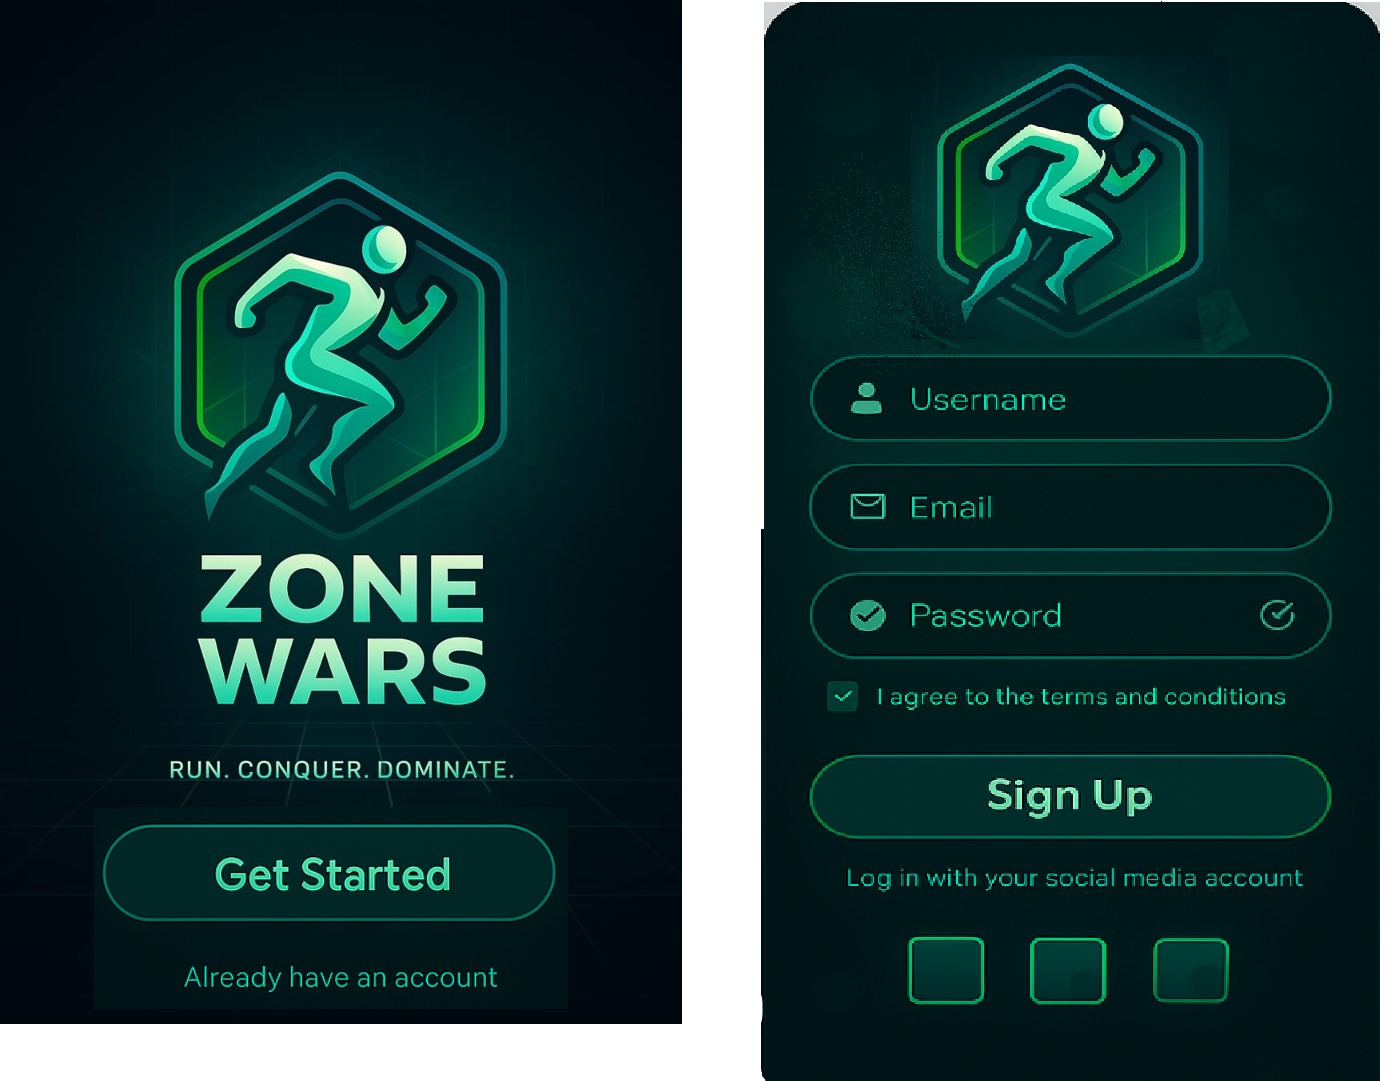 ZONE
WARS
RUN. CONQUER. DOMINATE.
Get Started
Already have an account
Username
Email
Password
I agree to the terms and conditions
Sign Up
Log in with your social media account